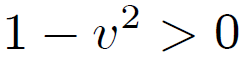 1 − v² > 0